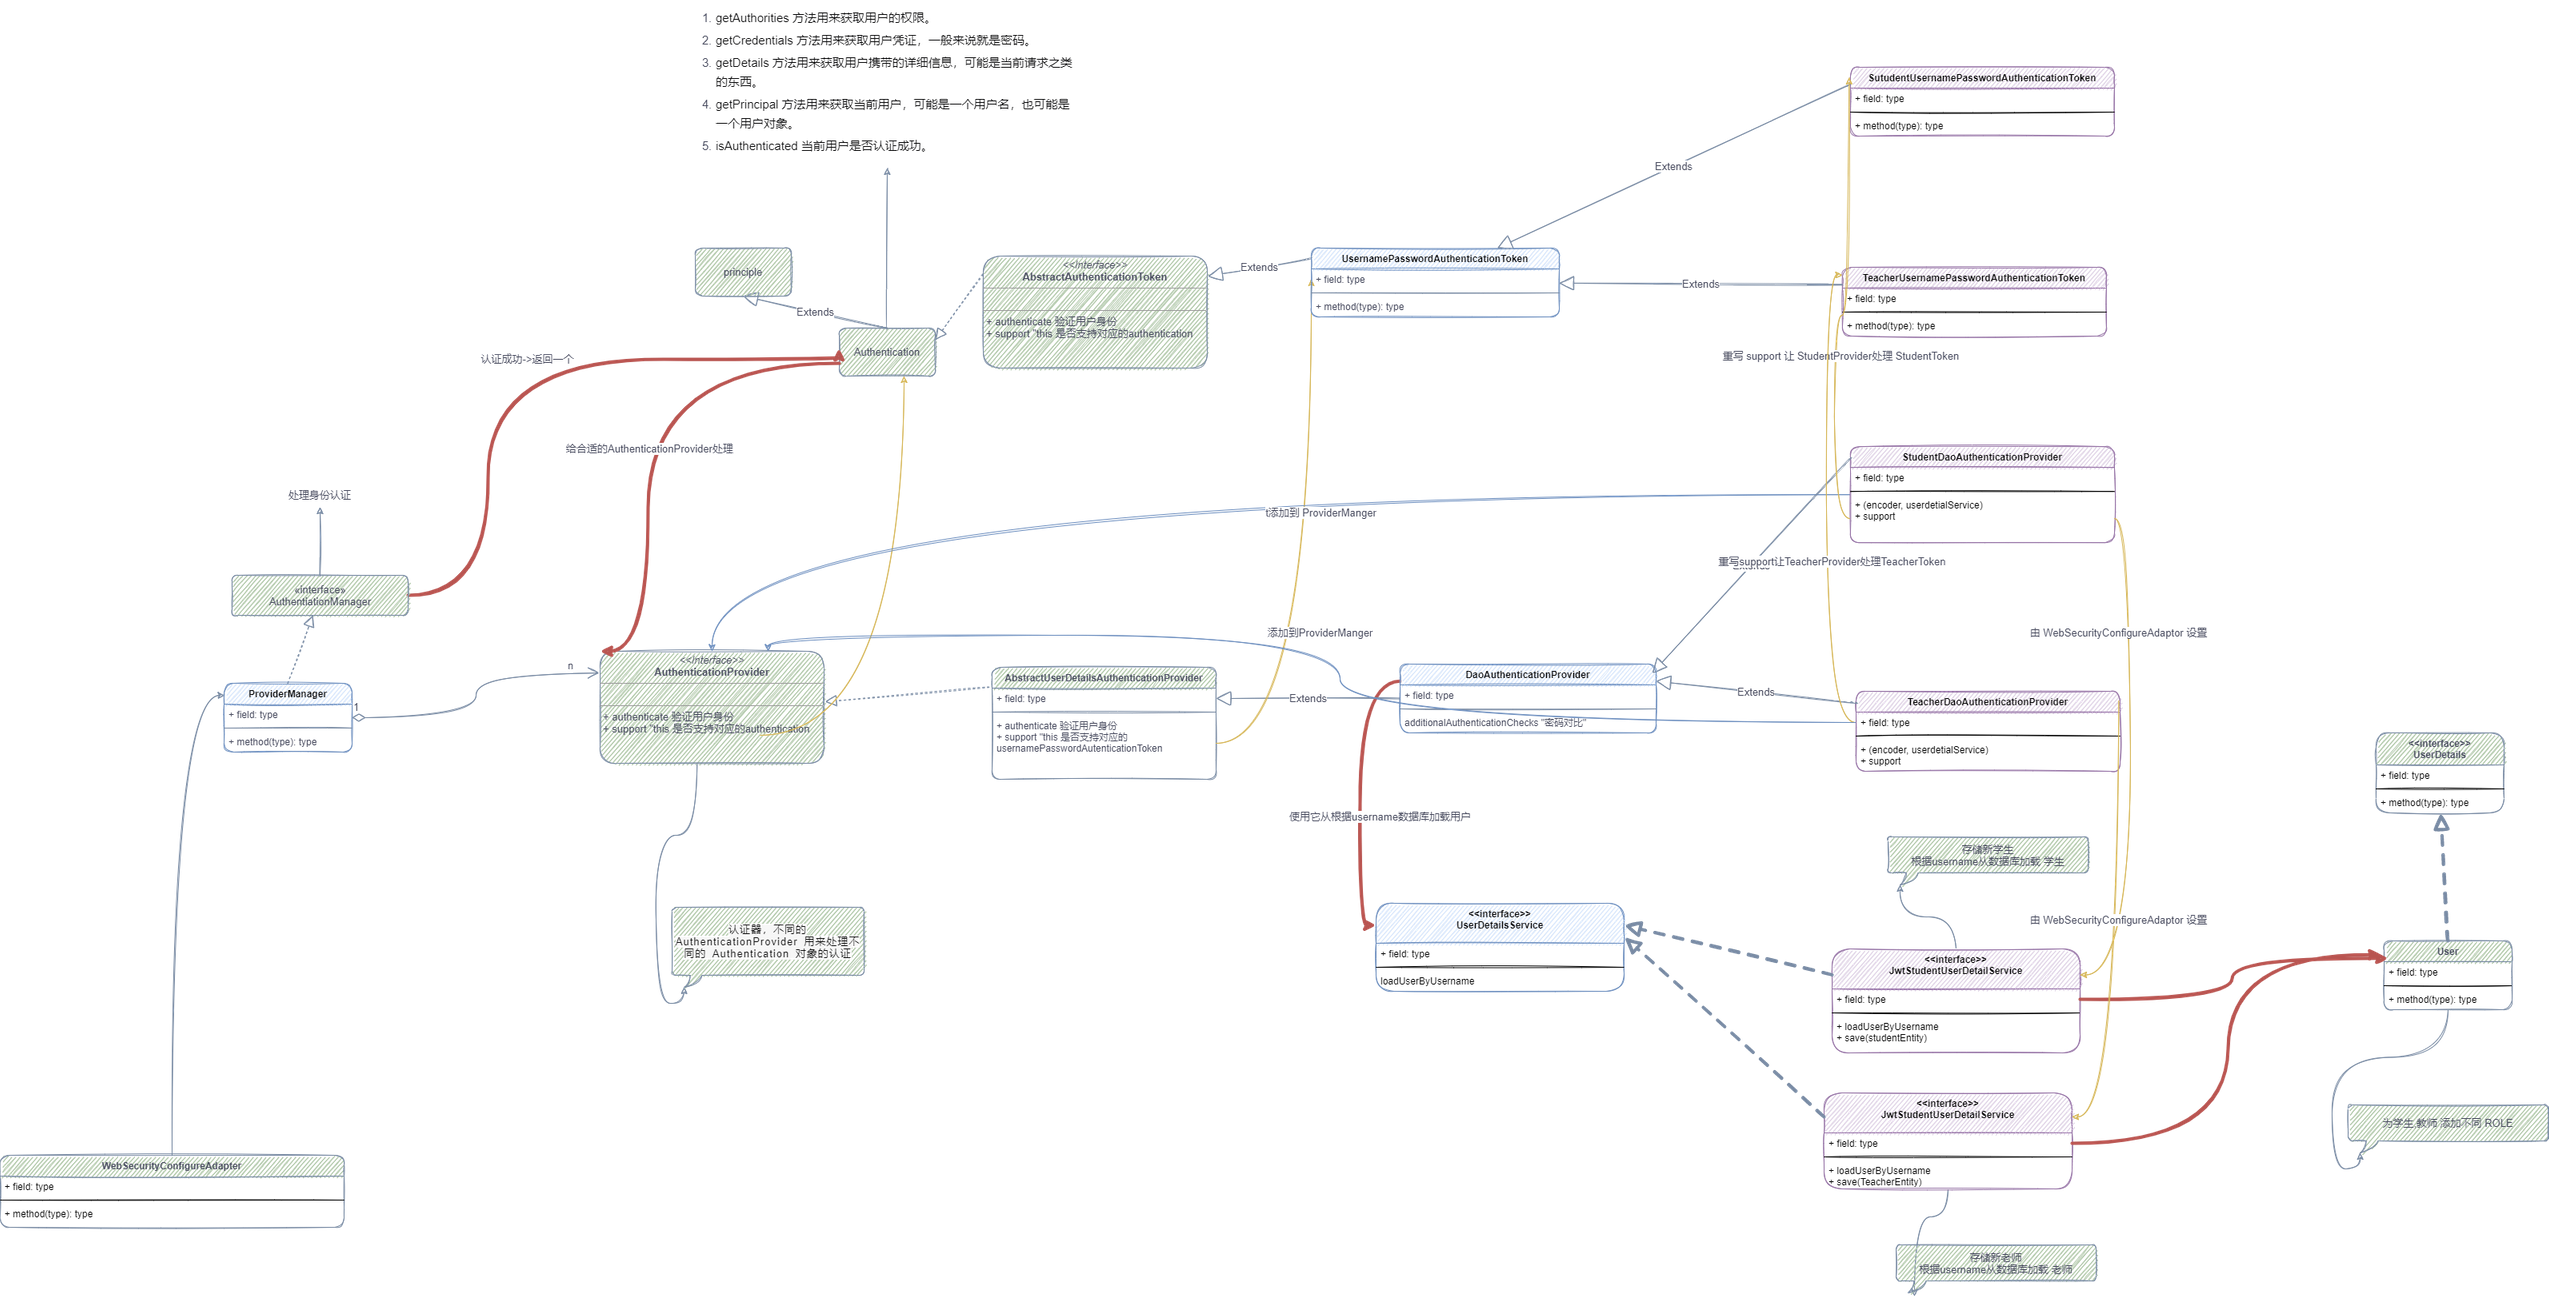 1. getAuthorities 方法用来获取用户的权限。
2. getCredentials 方法用来获取用户凭证，一般来说就是密码。
3. getDetails 方法用来获取用户携带的详细信息，可能是当前请求之类
的东西。
4. getPrincipal 方法用来获取当前用户，可能是一个用户名，也可能是
一个用户对象。
5. isAuthenticated 当前用户是否认证成功。
SutudentUsernamePasswordAuthenticationToken
+ field: type
+ method(type): type
Extends
principle
Extends
Authentication
<<Interface>>
AbstractAuthenticationToken
+ authenticate 验证用户身份
+ support "this 是否支持对应的authentication
Extends
UsernamePasswordAuthenticationToken
+ field: type
+ method(type): type
Extends
TeacherUsernamePasswordAuthenticationToken
+ field: type
+ method(type): type
重写 support 让 StudentProvider处理 StudentToken
认证成功->返回一个
给合适的AuthenticationProvider处理
StudentDaoAuthenticationProvider
+ field: type
+ (encoder, userdetialService)
+ support
处理身份认证
t添加到 ProviderManger
重写support让TeacherProvider处理TeacherToken
Extends
«interface»
AuthentiationManager
添加到ProviderManger
由 WebSecurityConfigureAdaptor 设置
n
1
ProviderManager
+ field: type
+ method(type): type
<<Interface>>
AuthenticationProvider
+ authenticate 验证用户身份
+ support "this 是否支持对应的authentication
AbstractUserDetailsAuthenticationProvider
+ field: type
+ authenticate 验证用户身份
+ support "this 是否支持对应的
usernamePasswordAutenticationToken
Extends
DaoAuthenticationProvider
+ field: type
additionalAuthenticationChecks "密码对比"
Extends
TeacherDaoAuthenticationProvider
+ field: type
+ (encoder, userdetialService)
+ support
<<interface>>
UserDetails
+ field: type
+ method(type): type
使用它从根据username数据库加载用户
存储新学生
根据username从数据库加载 学生
认证器，不同的
AuthenticationProvider 用来处理不
同的 Authentication 对象的认证
<<interface>>
UserDetailsService
+ field: type
loadUserByUsername
由 WebSecurityConfigureAdaptor 设置
<<interface>>
JwtStudentUserDetailService
+ field: type
+ loadUserByUsername
+ save(studentEntity)
User
+ field: type
+ method(type): type
<<interface>>
JwtStudentUserDetailService
+ field: type
+ loadUserByUsername
+ save(TeacherEntity)
为学生,教师 添加不同 ROLE
WebSecurityConfigureAdapter
+ field: type
+ method(type): type
存储新老师
根据username从数据库加载 老师